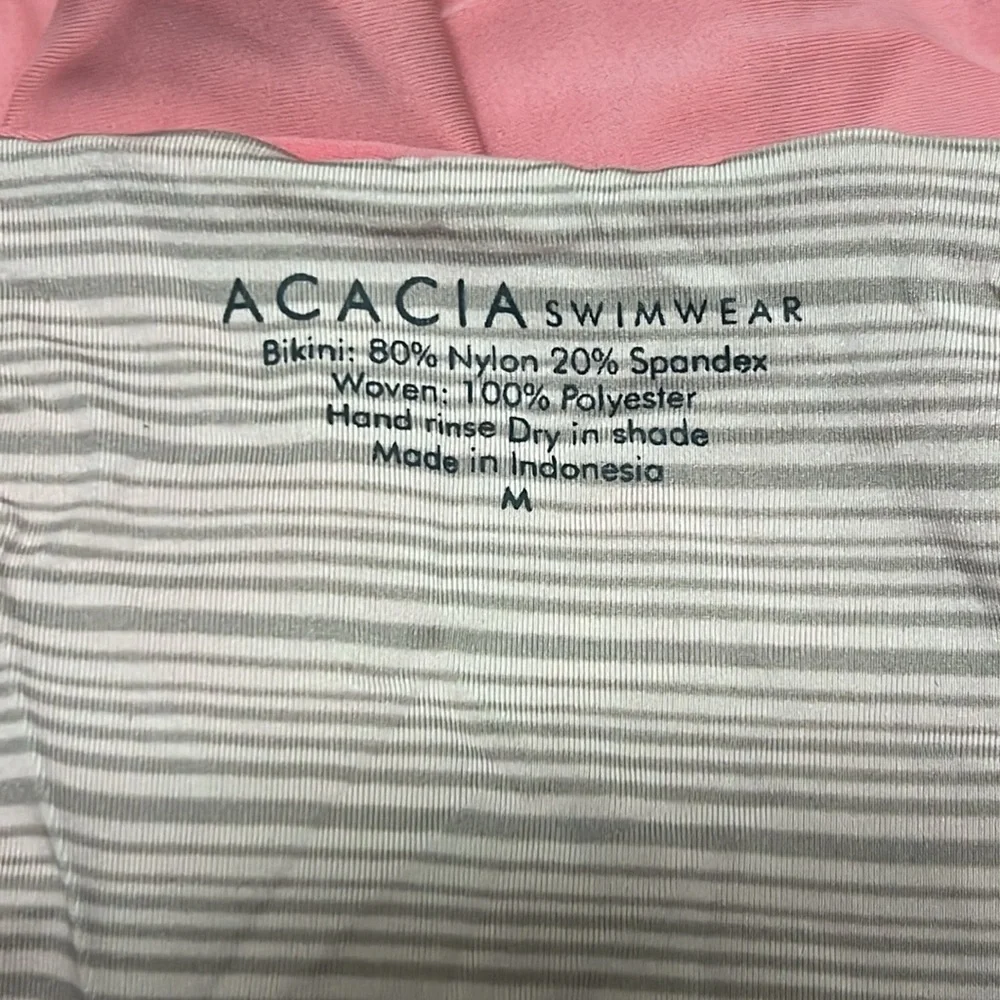 ACACIA SWIMWEAR
Bikini: 80% Nylon 20% Spandex
Woven: 100% Polyester
Hand rinse Dry in shade
Made in Indonesia
M